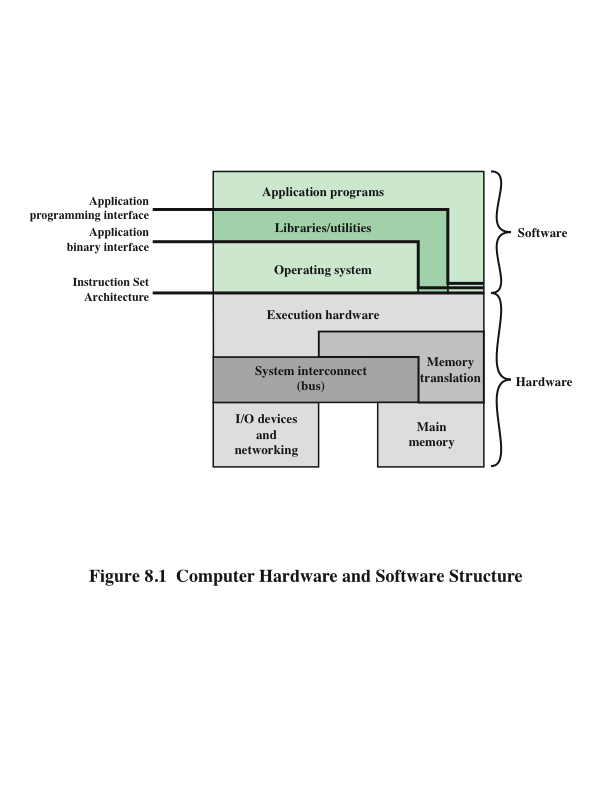 Application programs
Application
programming interface
Libraries/utilities
Application
binary interface
Software
Operating system
Instruction Set
Architecture
Execution hardware
Memory
translation
System interconnect
(bus)
Hardware
I/O devices
and
networking
Main
memory
Figure 8.1 Computer Hardware and Software Structure